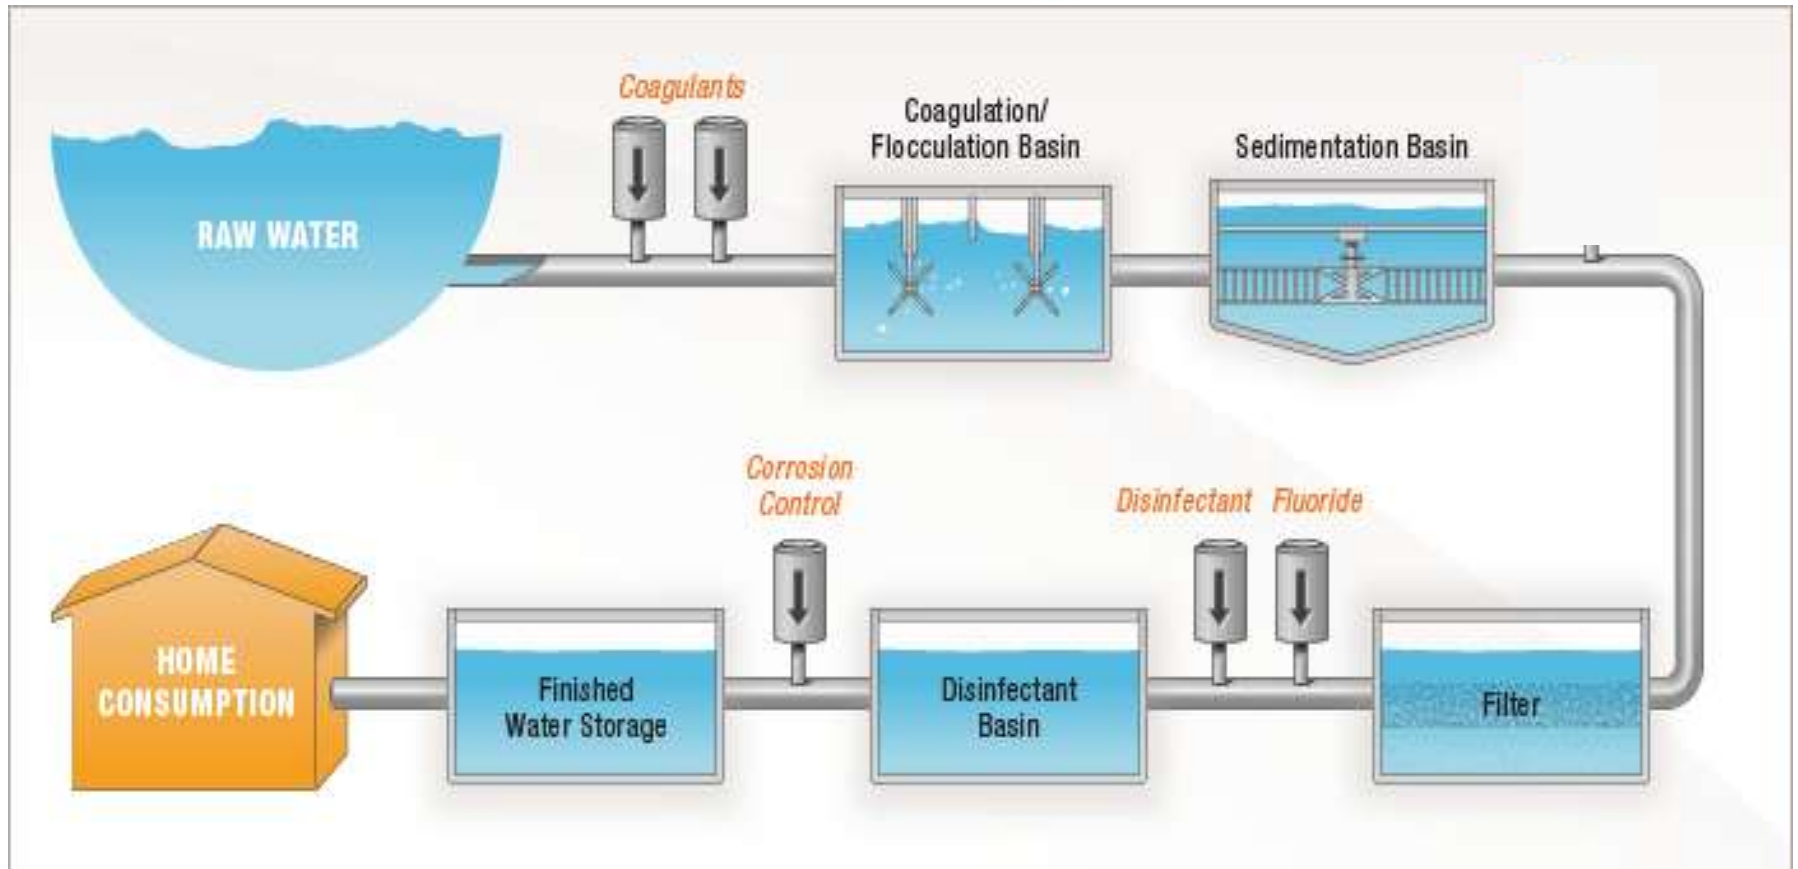 Coagulants
Coagulation/
Flocculation Basin
Sedimentation Basin
RAW WATER
Corrosion
Control
Disinfectant
Fluoride
HOME
CONSUMPTION
Finished
Water Storage
Disinfectant
Basin
Filter